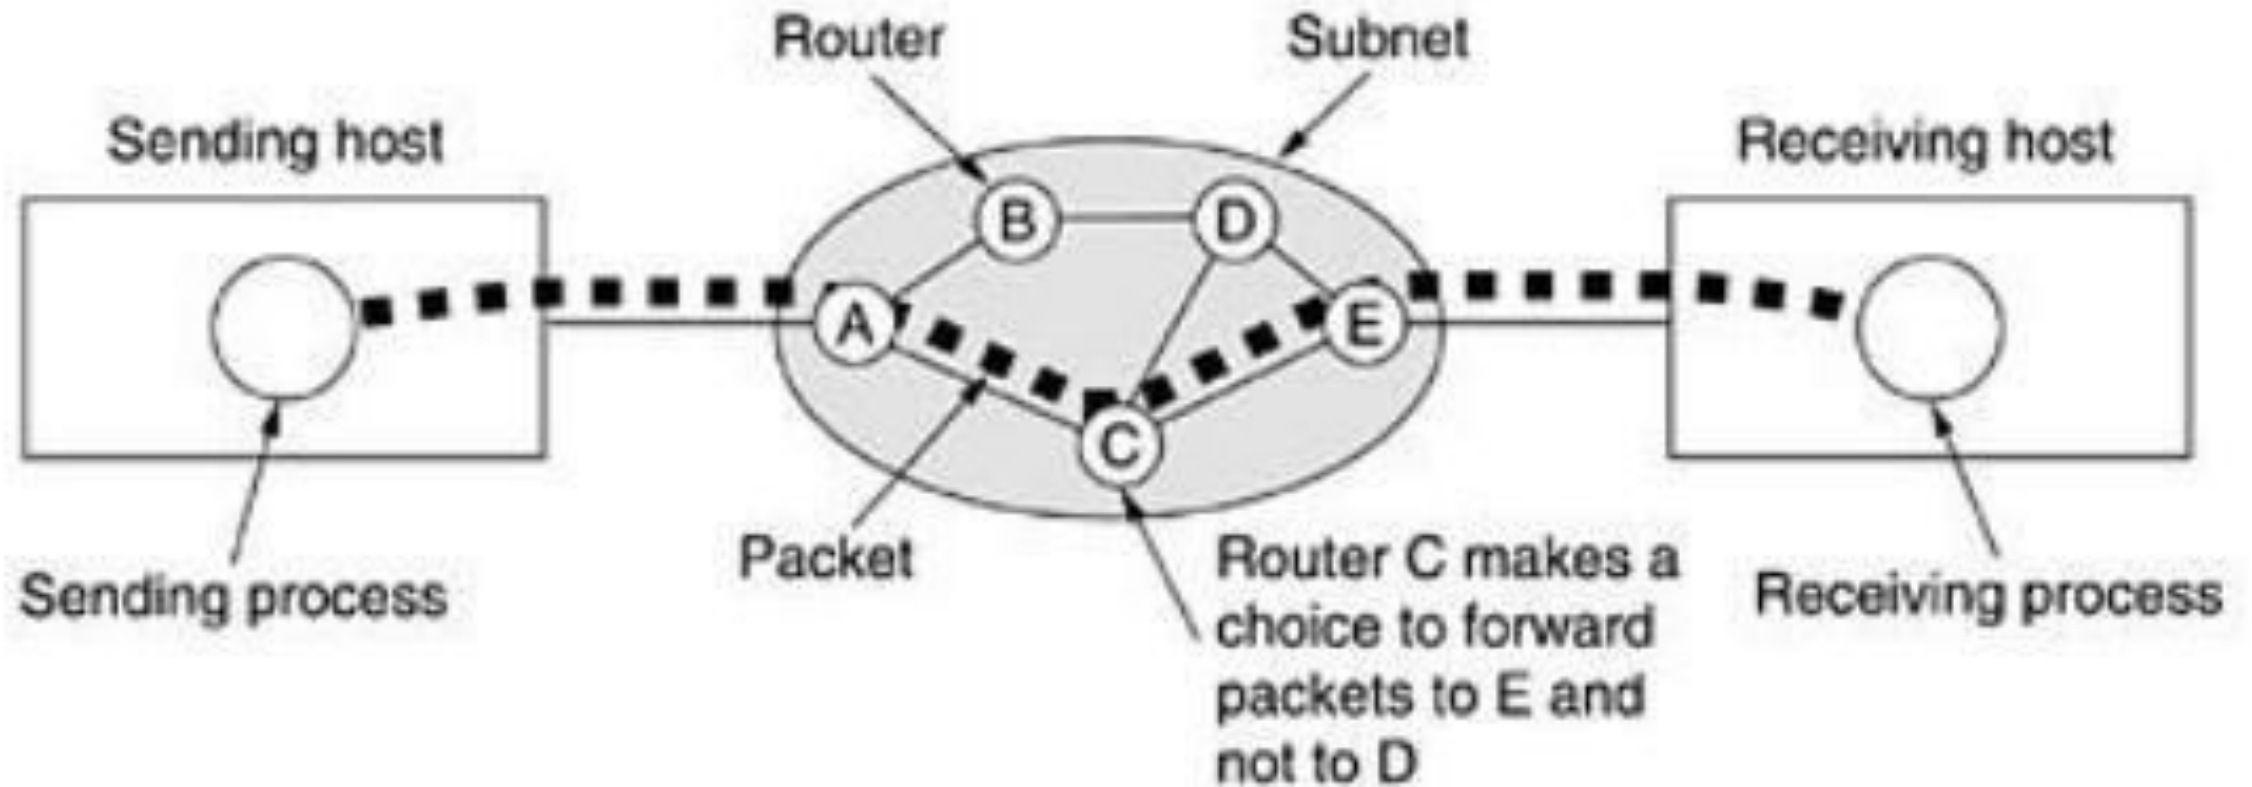 Router
Subnet
Sending host
Receiving host
B
D
A
E
C
Packet
Sending process
Router C makes a
choice to forward
packets to E and
not to D
Receiving process